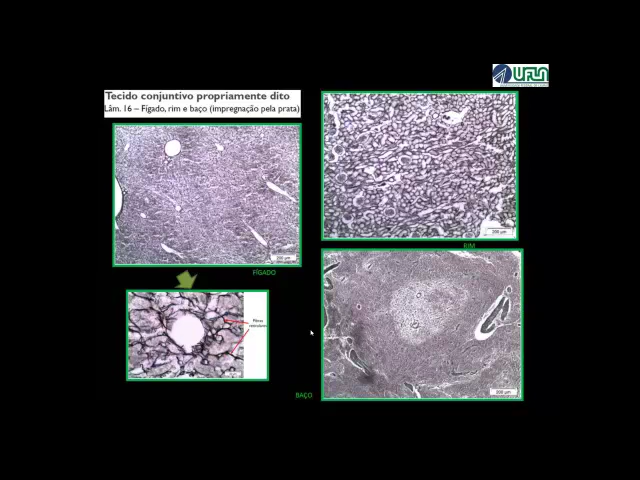 UFLA
Tecido conjuntivo propriamente dito
Lâm. 16 – Fígado, rim e baço (impregnação pela prata)
200 µm
FÍGADO
200 µm
RIM
Fibras
reticulares
200 µm
BAÇO